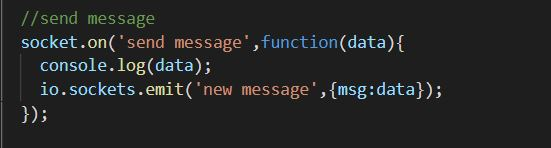 //send message
socket.on('send message',function(data){
console.log(data);
io.sockets.emit('new message',{msg:data});
});